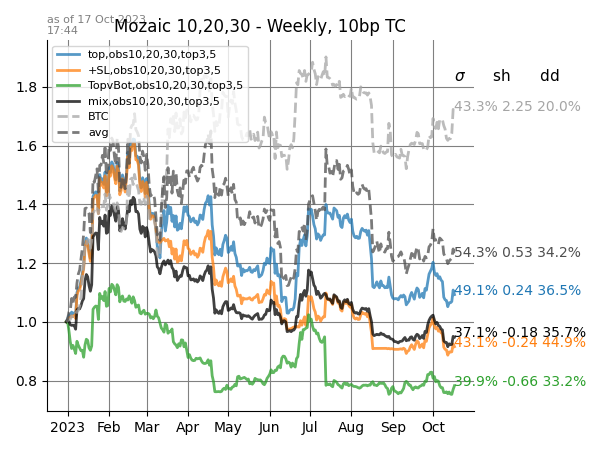 as of 17 Oct 2023
17:44
Mozaic 10,20,30 - Weekly, 10bp TC
top,obs10,20,30,top3,5
+SL,obs10,20,30,top3,5
TopvBot,obs10,20,30,top3,5
mix,obs10,20,30,top3,5
BTC
avg
σ sh dd
43.3% 2.25 20.0%
54.3% 0.53 34.2%
49.1% 0.24 36.5%
37.1% -0.18 35.7%
43.1% -0.24 44.9%
39.9% -0.66 33.2%
1.8
1.6
1.4
1.2
1.0
0.8
2023 Feb Mar Apr May Jun Jul Aug Sep Oct